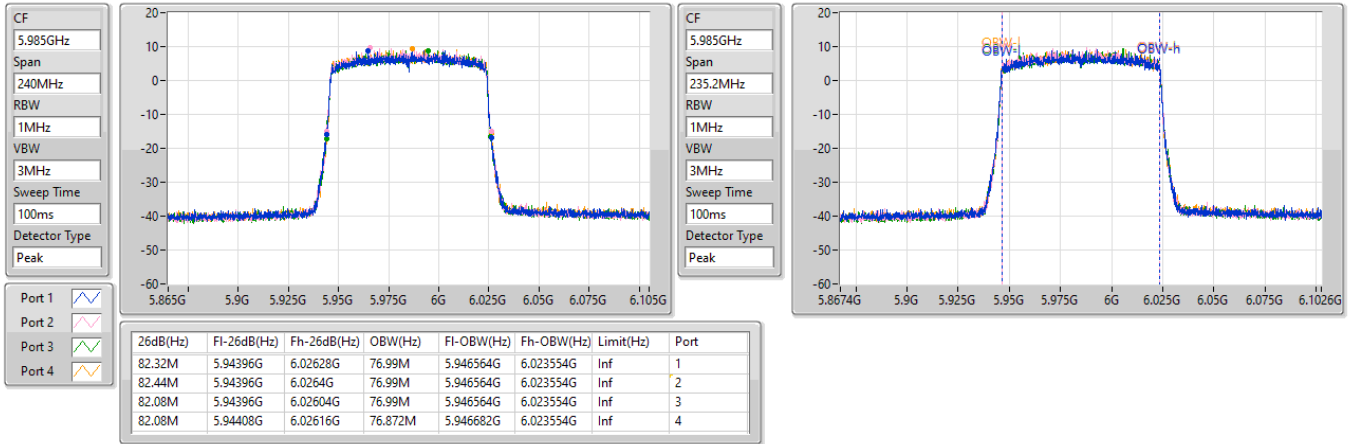 CF
5.985GHz
Span
240MHz
RBW
1MHz
VBW
3MHz
Sweep Time
100ms
Detector Type
Peak
20-
10-
0-
-10-
-20-
-30-
-40-
-50-
-60-
5.865G 5.9G 5.925G 5.95G 5.975G 6G 6.025G 6.05G 6.075G 6.105G
CF
5.985GHz
Span
235.2MHz
RBW
1MHz
VBW
3MHz
Sweep Time
100ms
Detector Type
Peak
20-
10-
0-
-10-
-20-
-30-
-40-
-50-
-60-
OBW-l
OBW-l
OBW-h
5.8674G 5.9G 5.925G 5.95G 5.975G 6G 6.025G 6.05G 6.075G 6.1026G
Port 1
Port 2
Port 3
Port 4
26dB(Hz) Fl-26dB(Hz) Fh-26dB(Hz) OBW(Hz) Fl-OBW(Hz) Fh-OBW(Hz) Limit(Hz) Port
82.32M 5.94396G 6.02628G 76.99M 5.946564G 6.023554G Inf 1
82.44M 5.94396G 6.0264G 76.99M 5.946564G 6.023554G Inf 2
82.08M 5.94396G 6.02604G 76.99M 5.946564G 6.023554G Inf 3
82.08M 5.94408G 6.02616G 76.872M 5.946682G 6.023554G Inf 4